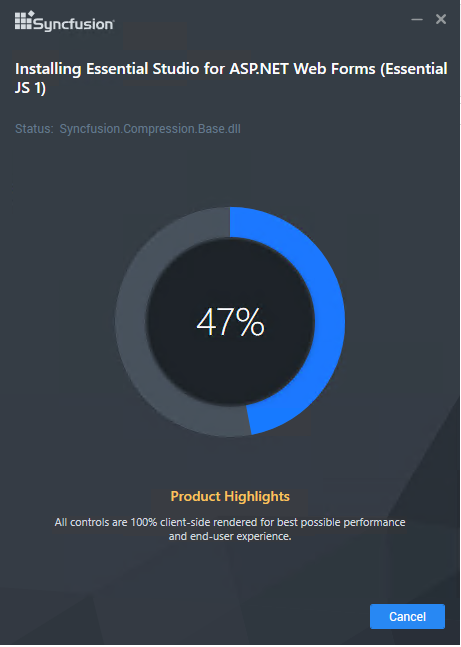 Syncfusion
Installing Essential Studio for ASP.NET Web Forms (Essential
JS 1)
Status: Syncfusion.Compression.Base.dll
47%
Product Highlights
All controls are 100% client-side rendered for best possible performance
and end-user experience.
Cancel